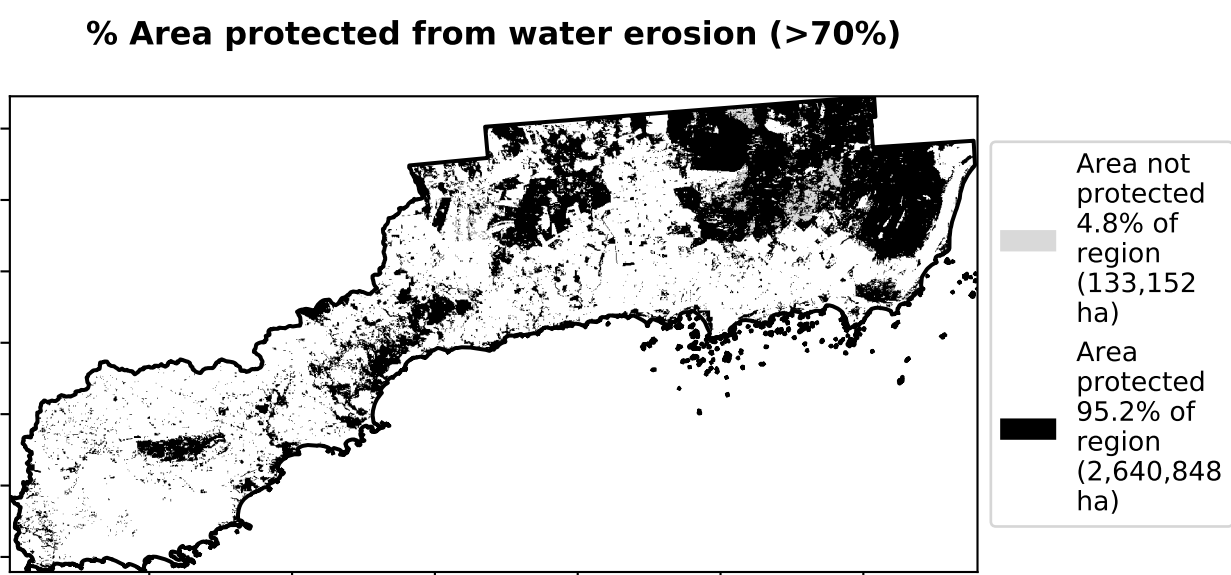 % Area protected from water erosion (>70%)
Area not
protected
4.8% of
region
(133,152
ha)
Area
protected
95.2% of
region
(2,640,848
ha)